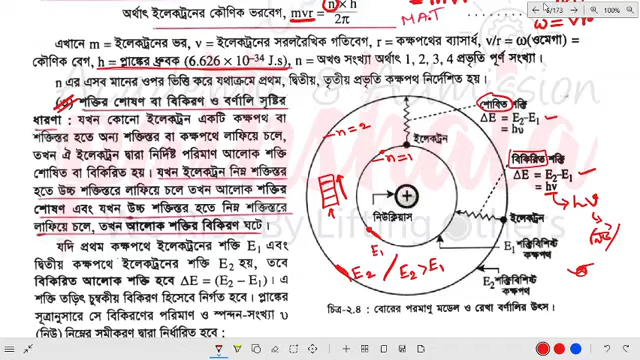 অর্থাৎ ইলেকট্রনের কৌণিক ভরবেগ, mvr = n × h / 2π
M.A.T
ω = v/r
এখানে m = ইলেকট্রনের ভর, v = ইলেকট্রনের সরলরৈখিক গতিবেগ, r = কক্ষপথের ব্যাসার্ধ, v/r = ω(ওমেগা) =
কৌণিক বেগ, h = প্লাঙ্কের ধ্রুবক (6.626 × 10⁻³⁴ J.s), n = অখণ্ড সংখ্যা অর্থাৎ 1, 2, 3, 4 প্রভৃতি পূর্ণ সংখ্যা।
n এর এসব মানের ওপর ভিত্তি করে যথাক্রমে প্রথম, দ্বিতীয়, তৃতীয় প্রভৃতি কক্ষপথ নির্দেশিত হয়।
শক্তির শোষণ বা বিকিরণ ও বর্ণালি সৃষ্টির
ধারণা: যখন কোনো ইলেকট্রন একটি কক্ষপথ বা
শক্তিস্তর হতে অন্য শক্তিস্তর বা কক্ষপথে লাফিয়ে চলে,
তখন ঐ ইলেকট্রন দ্বারা নির্দিষ্ট পরিমাণ আলোক শক্তি
শোষিত বা বিকিরিত হয়। যখন ইলেকট্রন নিম্ন শক্তিস্তর
হতে উচ্চ শক্তিস্তরে লাফিয়ে চলে তখন আলোক শক্তির
শোষণ এবং যখন উচ্চ শক্তিস্তর হতে নিম্ন শক্তিস্তরে
লাফিয়ে চলে, তখন আলোক শক্তির বিকিরণ ঘটে।
যদি প্রথম কক্ষপথে ইলেকট্রনের শক্তি E₁ এবং
দ্বিতীয় কক্ষপথে ইলেকট্রনের শক্তি E₂ হয়, তবে
বিকিরিত আলোক শক্তি হবে ΔE = (E₂ − E₁)। এ
শক্তি তড়িৎ চুম্বকীয় বিকিরণ হিসেবে নির্গত হয়। প্লাঙ্কের
সূত্রানুসারে সে বিকিরণের পরিমাণ ও স্পন্দন-সংখ্যা υ
(নিউ) নিম্নের সমীকরণ দ্বারা নির্ধারিত হবে :
শোষিত শক্তি
ΔE = E₂−E₁
= hυ
ইলেকট্রন
n=2
n=1
বিকিরিত শক্তি
ΔE = E₂−E₁
= hυ
hυ
নিউক্লিয়াস
ইলেকট্রন
E₁
E₂ / E₂ > E₁
E₁ শক্তিবিশিষ্ট
কক্ষপথ
E₂ শক্তিবিশিষ্ট
কক্ষপথ
চিত্র-২.৪ : বোরের পরমাণু মডেল ও রেখা বর্ণালির উৎস।